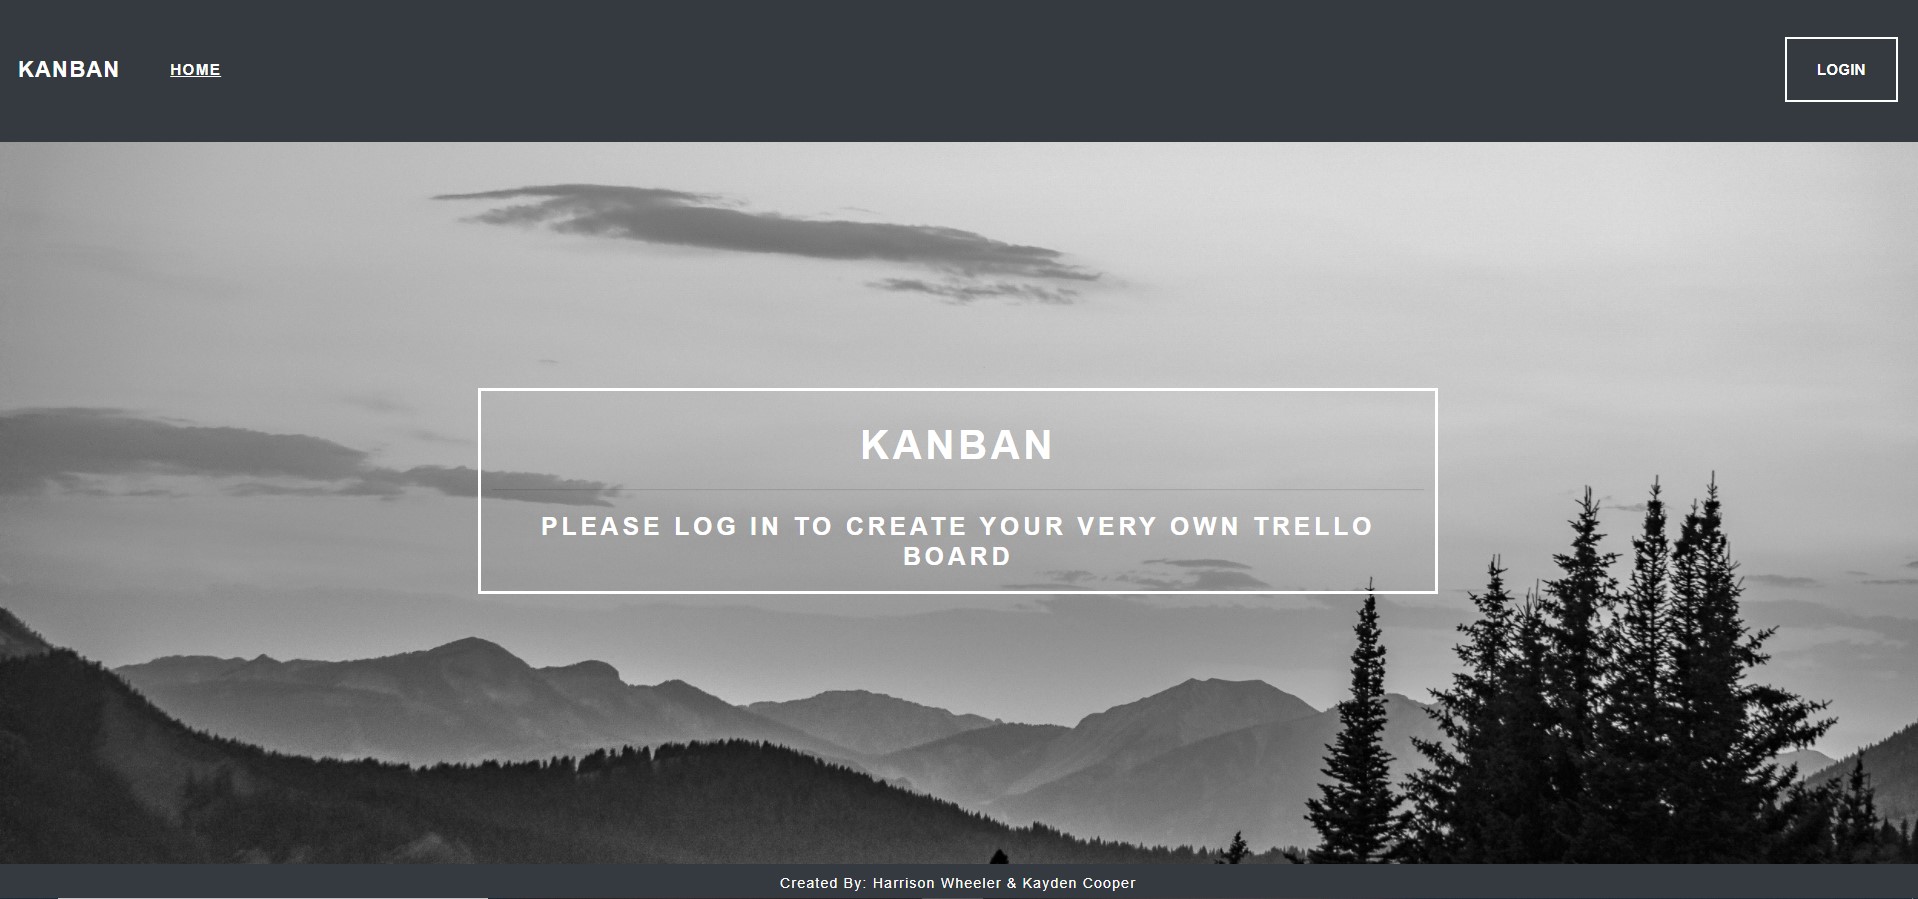 KANBAN HOME LOGIN
KANBAN
PLEASE LOG IN TO CREATE YOUR VERY OWN TRELLO
BOARD
Created By: Harrison Wheeler & Kayden Cooper